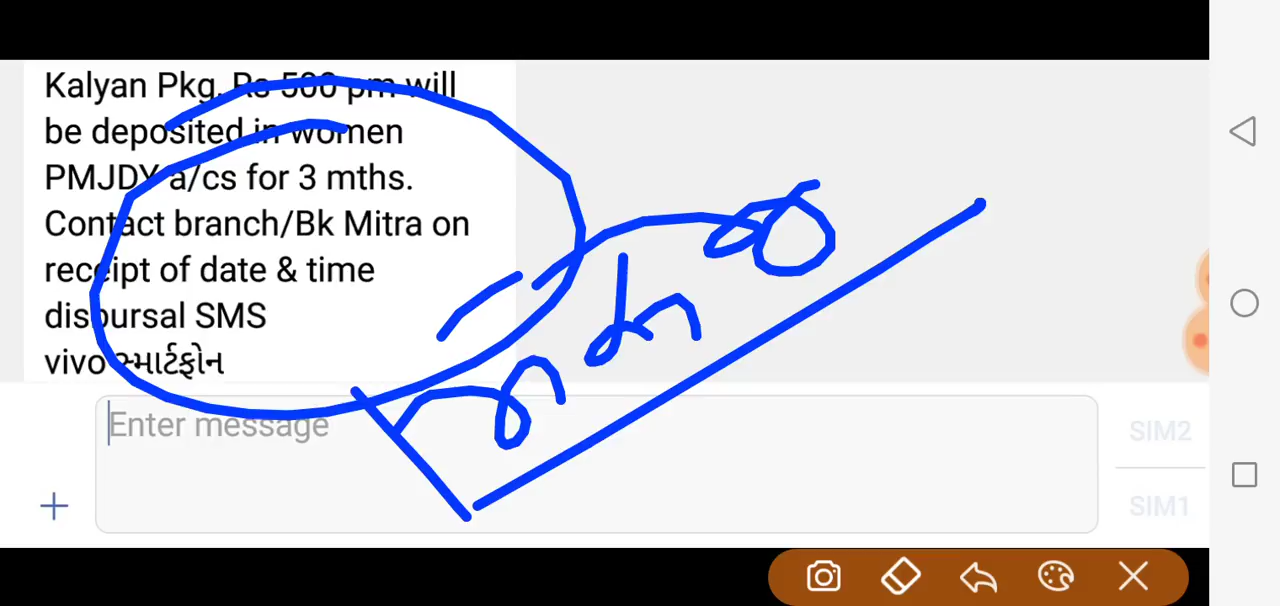 Kalyan Pkg. Rs 500 pm will
be deposited in women
PMJDY a/cs for 3 mths.
Contact branch/Bk Mitra on
receipt of date & time
disbursal SMS
vivo સ્માર્ટફોન
Enter message
SIM2
SIM1